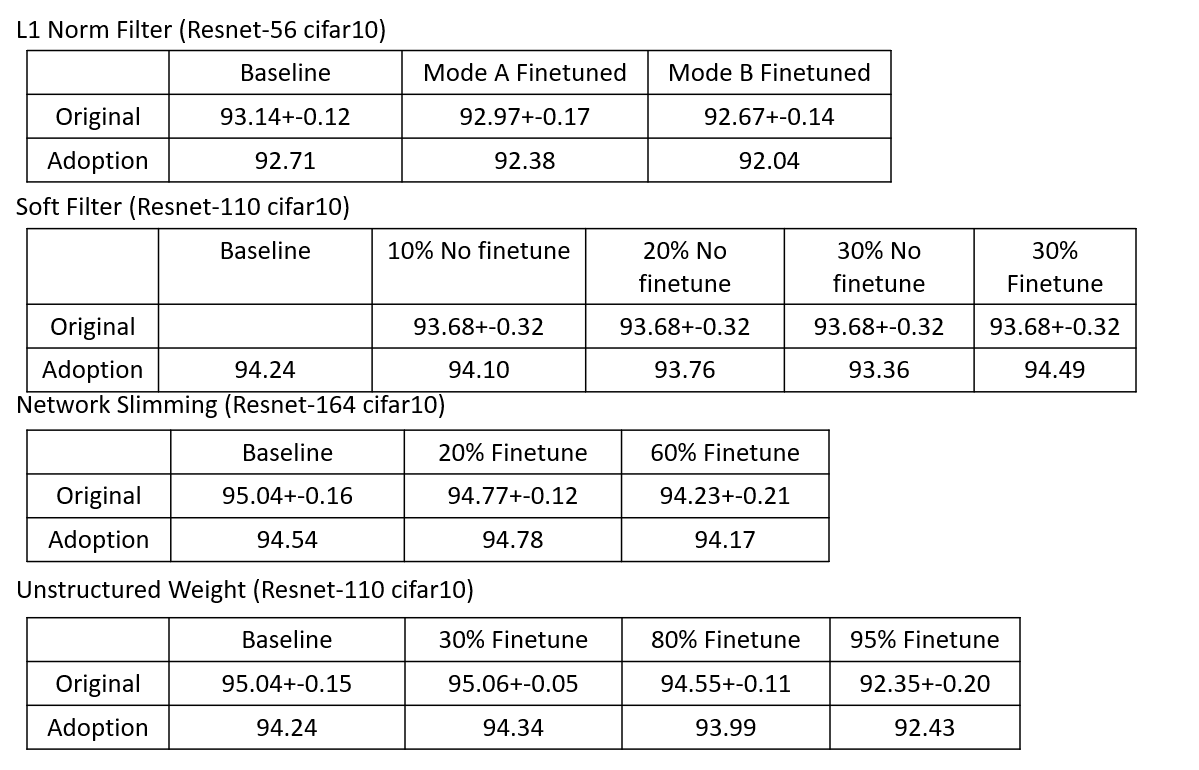 L1 Norm Filter (Resnet-56 cifar10)
Baseline Mode A Finetuned Mode B Finetuned
Original 93.14+-0.12 92.97+-0.17 92.67+-0.14
Adoption 92.71 92.38 92.04
Soft Filter (Resnet-110 cifar10)
Baseline 10% No finetune 20% No 30% No 30%
finetune finetune Finetune
Original 93.68+-0.32 93.68+-0.32 93.68+-0.32 93.68+-0.32
Adoption 94.24 94.10 93.76 93.36 94.49
Network Slimming (Resnet-164 cifar10)
Baseline 20% Finetune 60% Finetune
Original 95.04+-0.16 94.77+-0.12 94.23+-0.21
Adoption 94.54 94.78 94.17
Unstructured Weight (Resnet-110 cifar10)
Baseline 30% Finetune 80% Finetune 95% Finetune
Original 95.04+-0.15 95.06+-0.05 94.55+-0.11 92.35+-0.20
Adoption 94.24 94.34 93.99 92.43